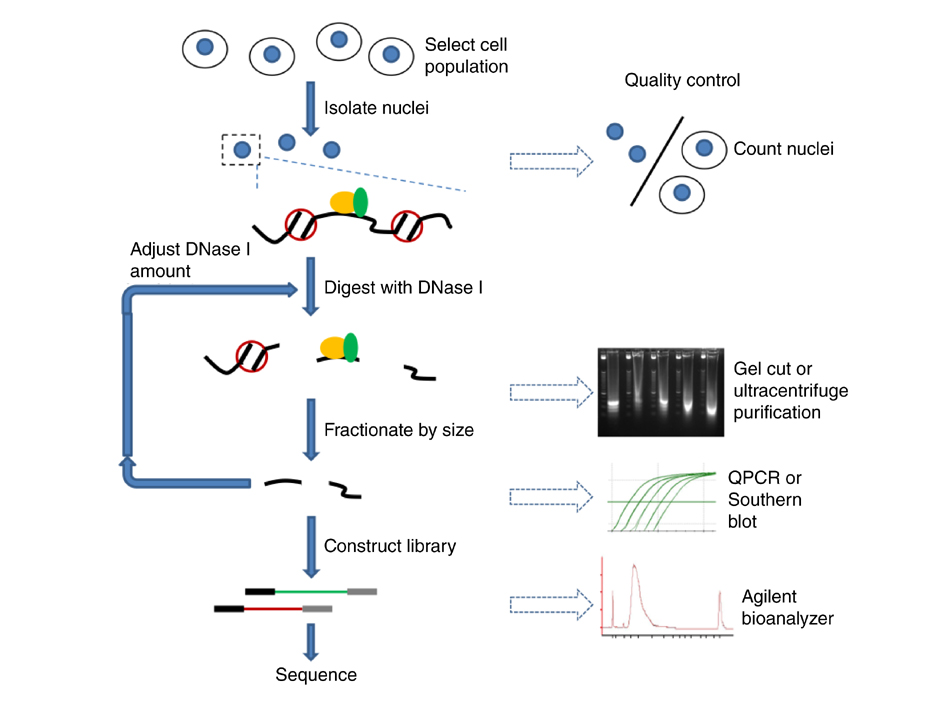 Select cell
population
Quality control
Isolate nuclei
Count nuclei
Adjust DNase I
amount
Digest with DNase I
Gel cut or
ultracentrifuge
purification
Fractionate by size
QPCR or
Southern
blot
Construct library
Agilent
bioanalyzer
Sequence